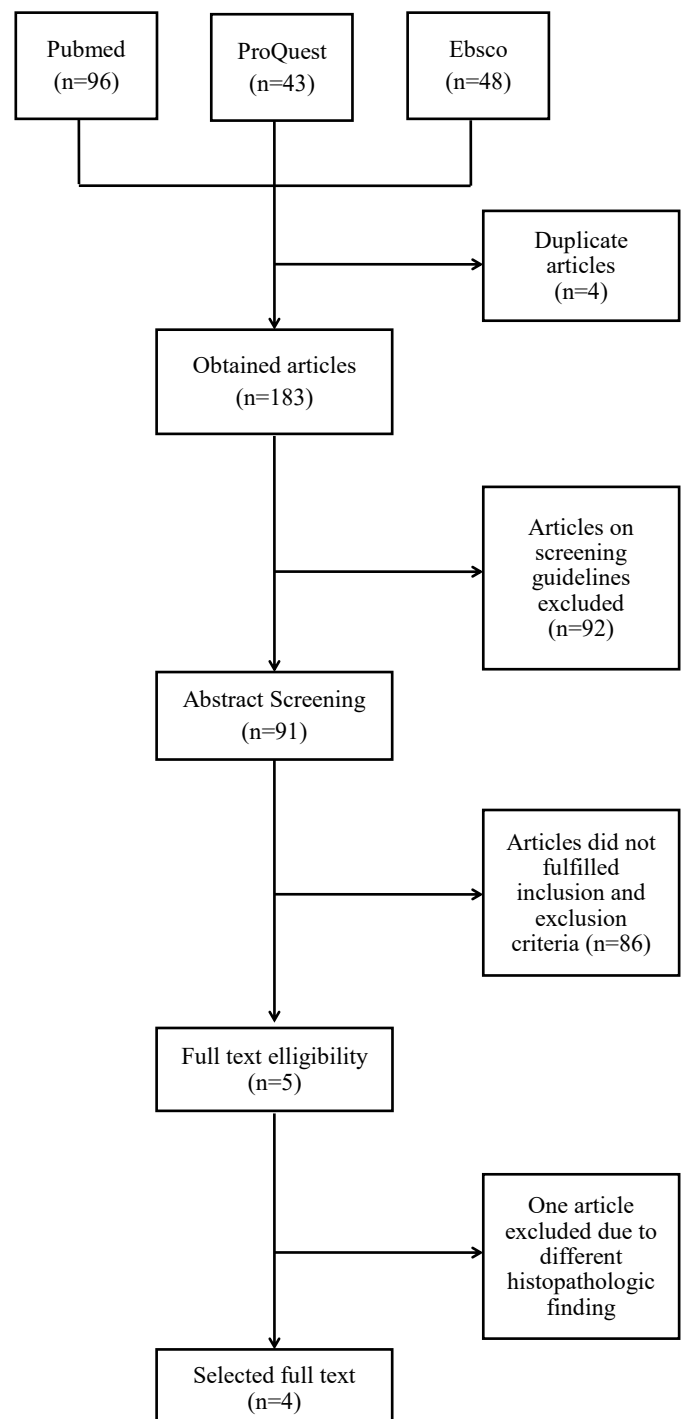 Pubmed
(n=96)
ProQuest
(n=43)
Ebsco
(n=48)
Duplicate
articles
(n=4)
Obtained articles
(n=183)
Articles on
screening
guidelines
excluded
(n=92)
Abstract Screening
(n=91)
Articles did not
fulfilled
inclusion and
exclusion
criteria (n=86)
Full text elligibility
(n=5)
One article
excluded due to
different
histopathologic
finding
Selected full text
(n=4)